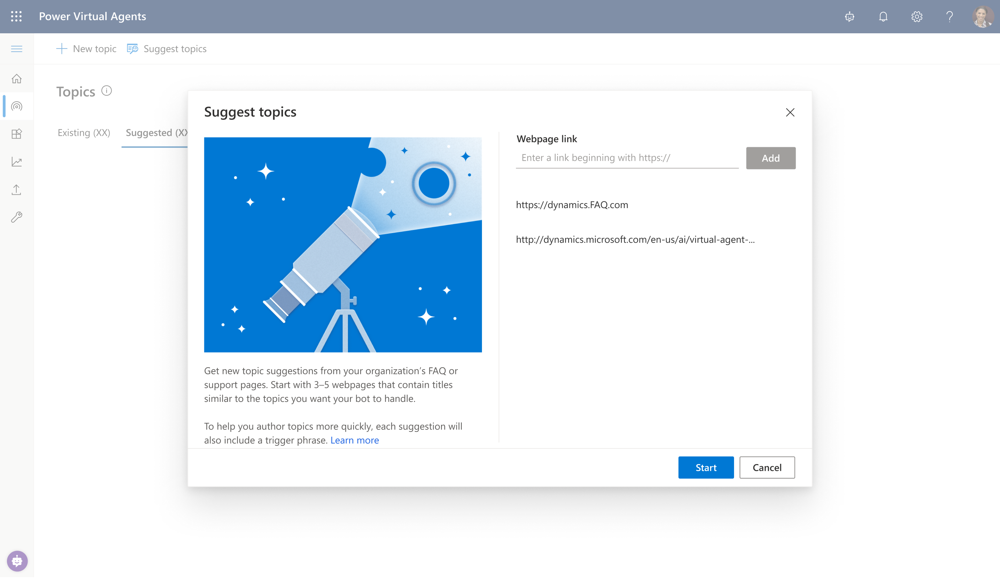 Power Virtual Agents
New topic
Suggest topics
Topics
Existing (XX)
Suggested (XX
Suggest topics
Get new topic suggestions from your organization’s FAQ or
support pages. Start with 3–5 webpages that contain titles
similar to the topics you want your bot to handle.
To help you author topics more quickly, each suggestion will
also include a trigger phrase. Learn more
Webpage link
Enter a link beginning with https://
Add
https://dynamics.FAQ.com
http://dynamics.microsoft.com/en-us/ai/virtual-agent-...
Start
Cancel